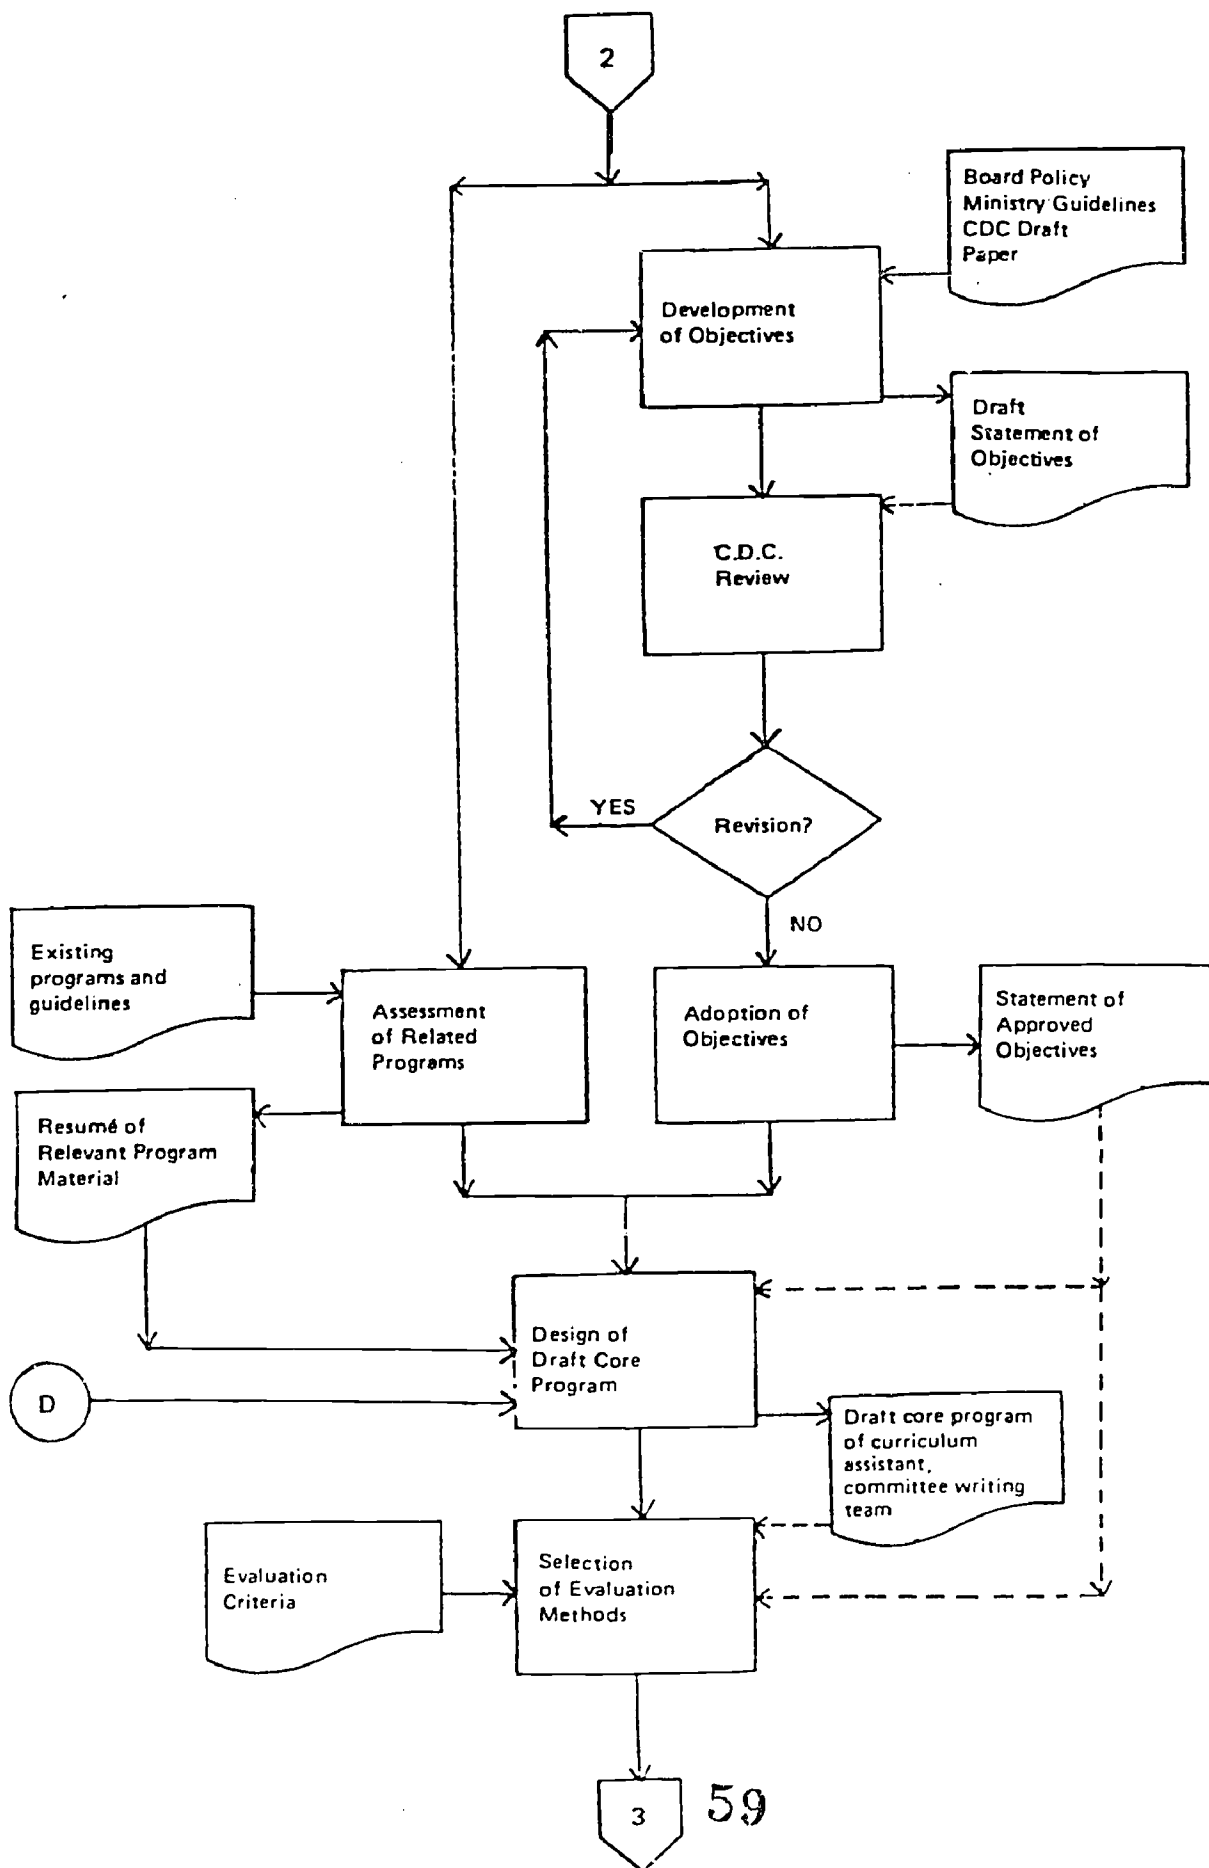 2
Board Policy
Ministry Guidelines
CDC Draft
Paper
Development
of Objectives
Draft
Statement of
Objectives
C.D.C.
Review
Revision?
YES
NO
Existing
programs and
guidelines
Assessment
of Related
Programs
Adoption of
Objectives
Statement of
Approved
Objectives
Resumé of
Relevant Program
Material
Design of
Draft Core
Program
D
Draft core program
of curriculum
assistant,
committee writing
team
Evaluation
Criteria
Selection
of Evaluation
Methods
3
59